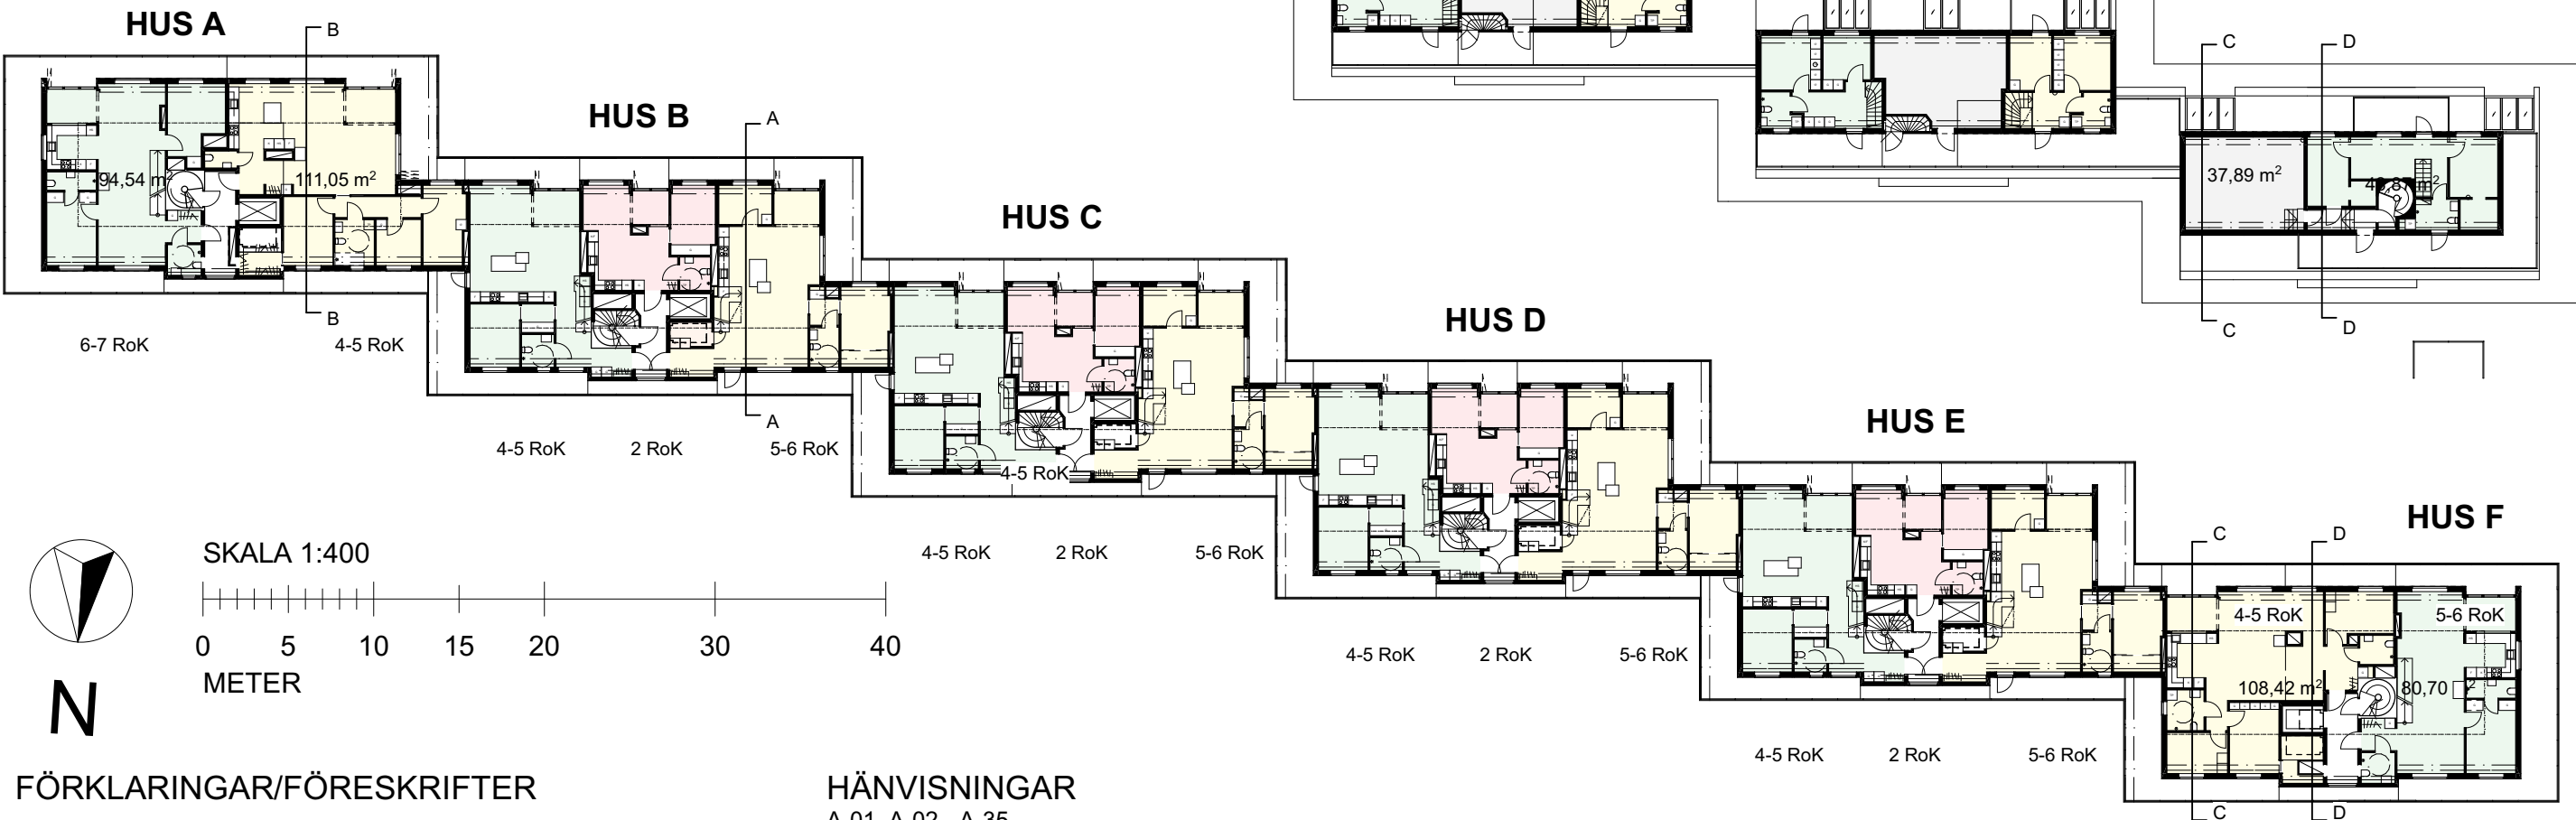 HUS A
B
94,54 m²
111,05 m²
B
6-7 RoK
4-5 RoK
HUS B
A
A
4-5 RoK
2 RoK
5-6 RoK
HUS C
4-5 RoK
4-5 RoK
2 RoK
5-6 RoK
HUS D
4-5 RoK
2 RoK
5-6 RoK
HUS E
4-5 RoK
2 RoK
5-6 RoK
HUS F
C
D
4-5 RoK
5-6 RoK
108,42 m²
80,70
C
D
C
D
37,89 m²
m²
C
D
SKALA 1:400
0 5 10 15 20 30 40
METER
N
FÖRKLARINGAR/FÖRESKRIFTER
HÄNVISNINGAR
A-01, A-02 - A-35